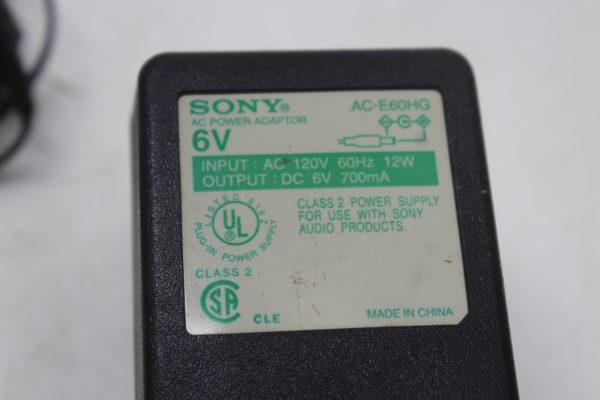 SONY® AC-E60HG
AC POWER-ADAPTOR
6V
INPUT : AC 120V 60Hz 12W
OUTPUT : DC 6V 700mA
LISTED
UL®
PLUG-IN POWER SUPPLY
CLASS 2 POWER SUPPLY
FOR USE WITH SONY
AUDIO PRODUCTS.
CLASS 2
CSA
CLE
MADE IN CHINA